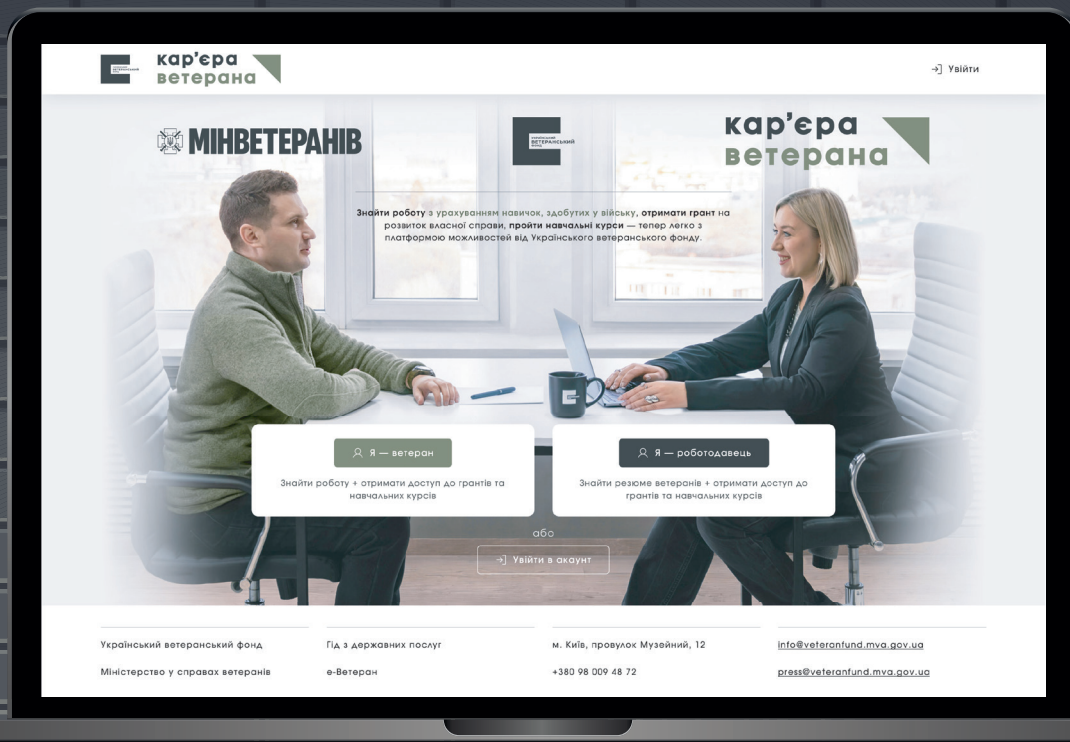 кар'єра
ветерана
Увійти
МІНВЕТЕРАНІВ
УКРАЇНСЬКИЙ
ВЕТЕРАНСЬКИЙ
ФОНД
кар'єра
ветерана
Знайти роботу з урахуванням навичок, здобутих у війську, отримати грант на
розвиток власної справи, пройти навчальні курси — тепер легко з
платформою можливостей від Українського ветеранського фонду.
Я — ветеран
Знайти роботу + отримати доступ до грантів та
навчальних курсів
Я — роботодавець
Знайти резюме ветеранів + отримати доступ до
грантів та навчальних курсів
або
Увійти в акаунт
Український ветеранський фонд
Гід з державних послуг
м. Київ, провулок Музейний, 12
info@veteranfund.mva.gov.ua
Міністерство у справах ветеранів
е-Ветеран
+380 98 009 48 72
press@veteranfund.mva.gov.ua